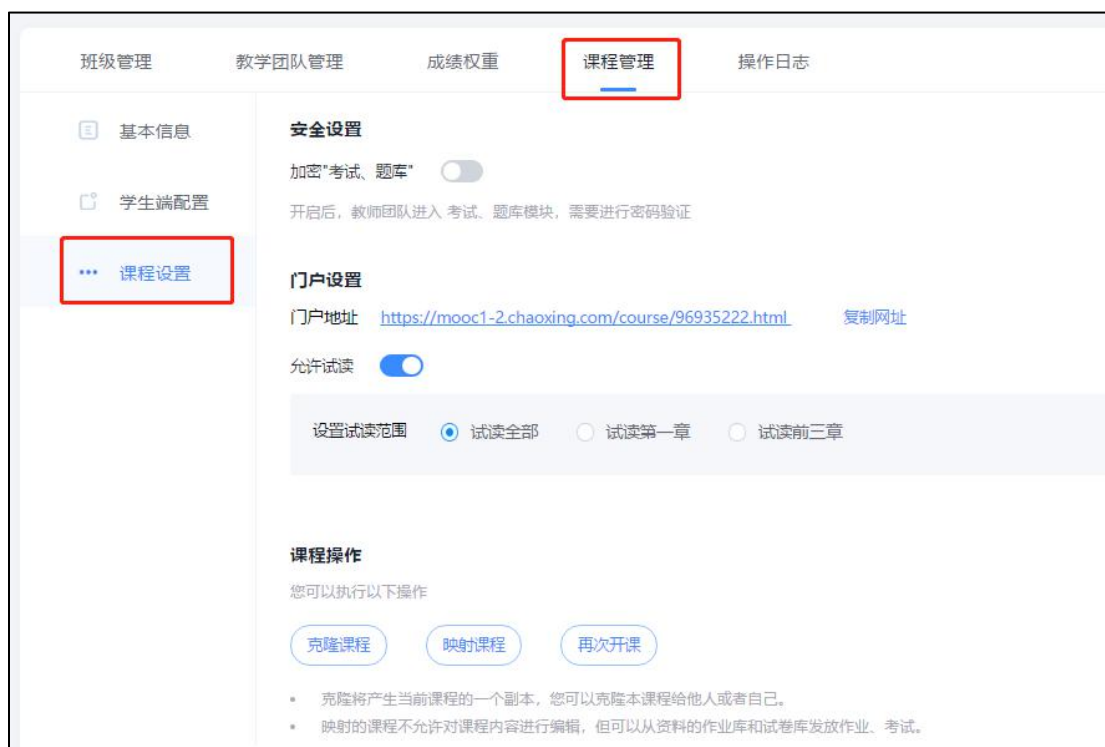 班级管理 教学团队管理 成绩权重 课程管理 操作日志
基本信息
学生端配置
课程设置
安全设置
加密"考试、题库"
开启后，教师团队进入 考试、题库模块，需要进行密码验证
门户设置
门户地址 https://mooc1-2.chaoxing.com/course/96935222.html 复制网址
允许试读
设置试读范围 试读全部 试读第一章 试读前三章
课程操作
您可以执行以下操作
克隆课程 映射课程 再次开课
克隆将产生当前课程的一个副本，您可以克隆本课程给他人或者自己。
映射的课程不允许对课程内容进行编辑，但可以从资料的作业库和试卷库发放作业、考试。